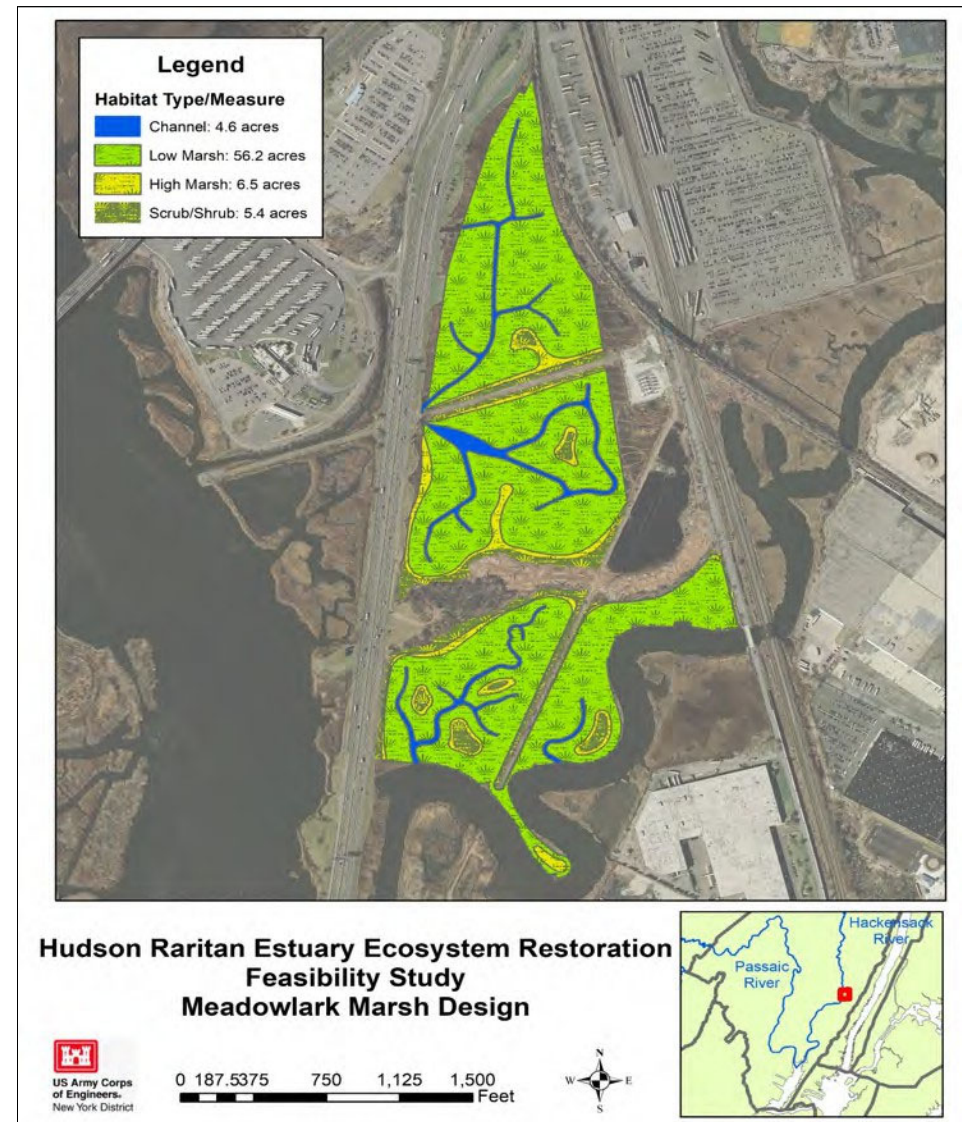 Legend
Habitat Type/Measure
Channel: 4.6 acres
Low Marsh: 56.2 acres
High Marsh: 6.5 acres
Scrub/Shrub: 5.4 acres
Hudson Raritan Estuary Ecosystem Restoration
Feasibility Study
Meadowlark Marsh Design
US Army Corps
of Engineers®
New York District
0 187.5375 750 1,125 1,500
Feet
N
W E
S
Hackensack
River
Passaic
River